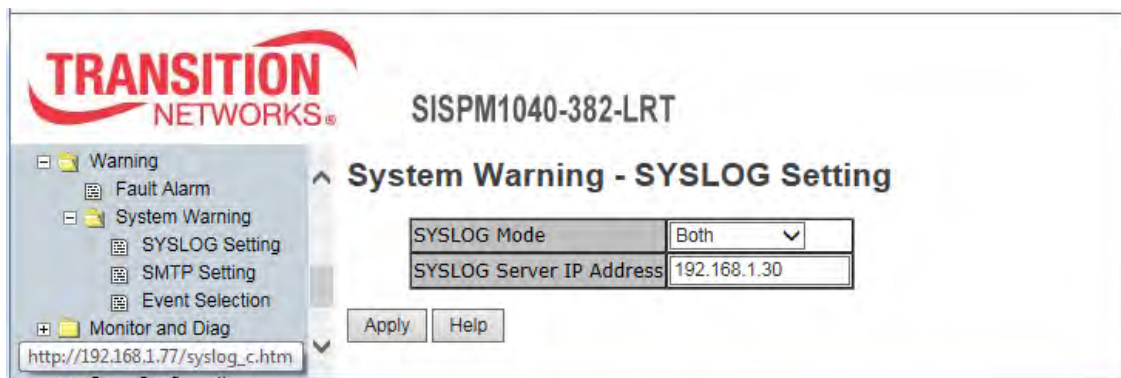 TRANSITION
NETWORKS®
SISPM1040-382-LRT
Warning
Fault Alarm
System Warning
SYSLOG Setting
SMTP Setting
Event Selection
Monitor and Diag
http://192.168.1.77/syslog_c.htm
System Warning - SYSLOG Setting
SYSLOG Mode Both
SYSLOG Server IP Address 192.168.1.30
Apply Help